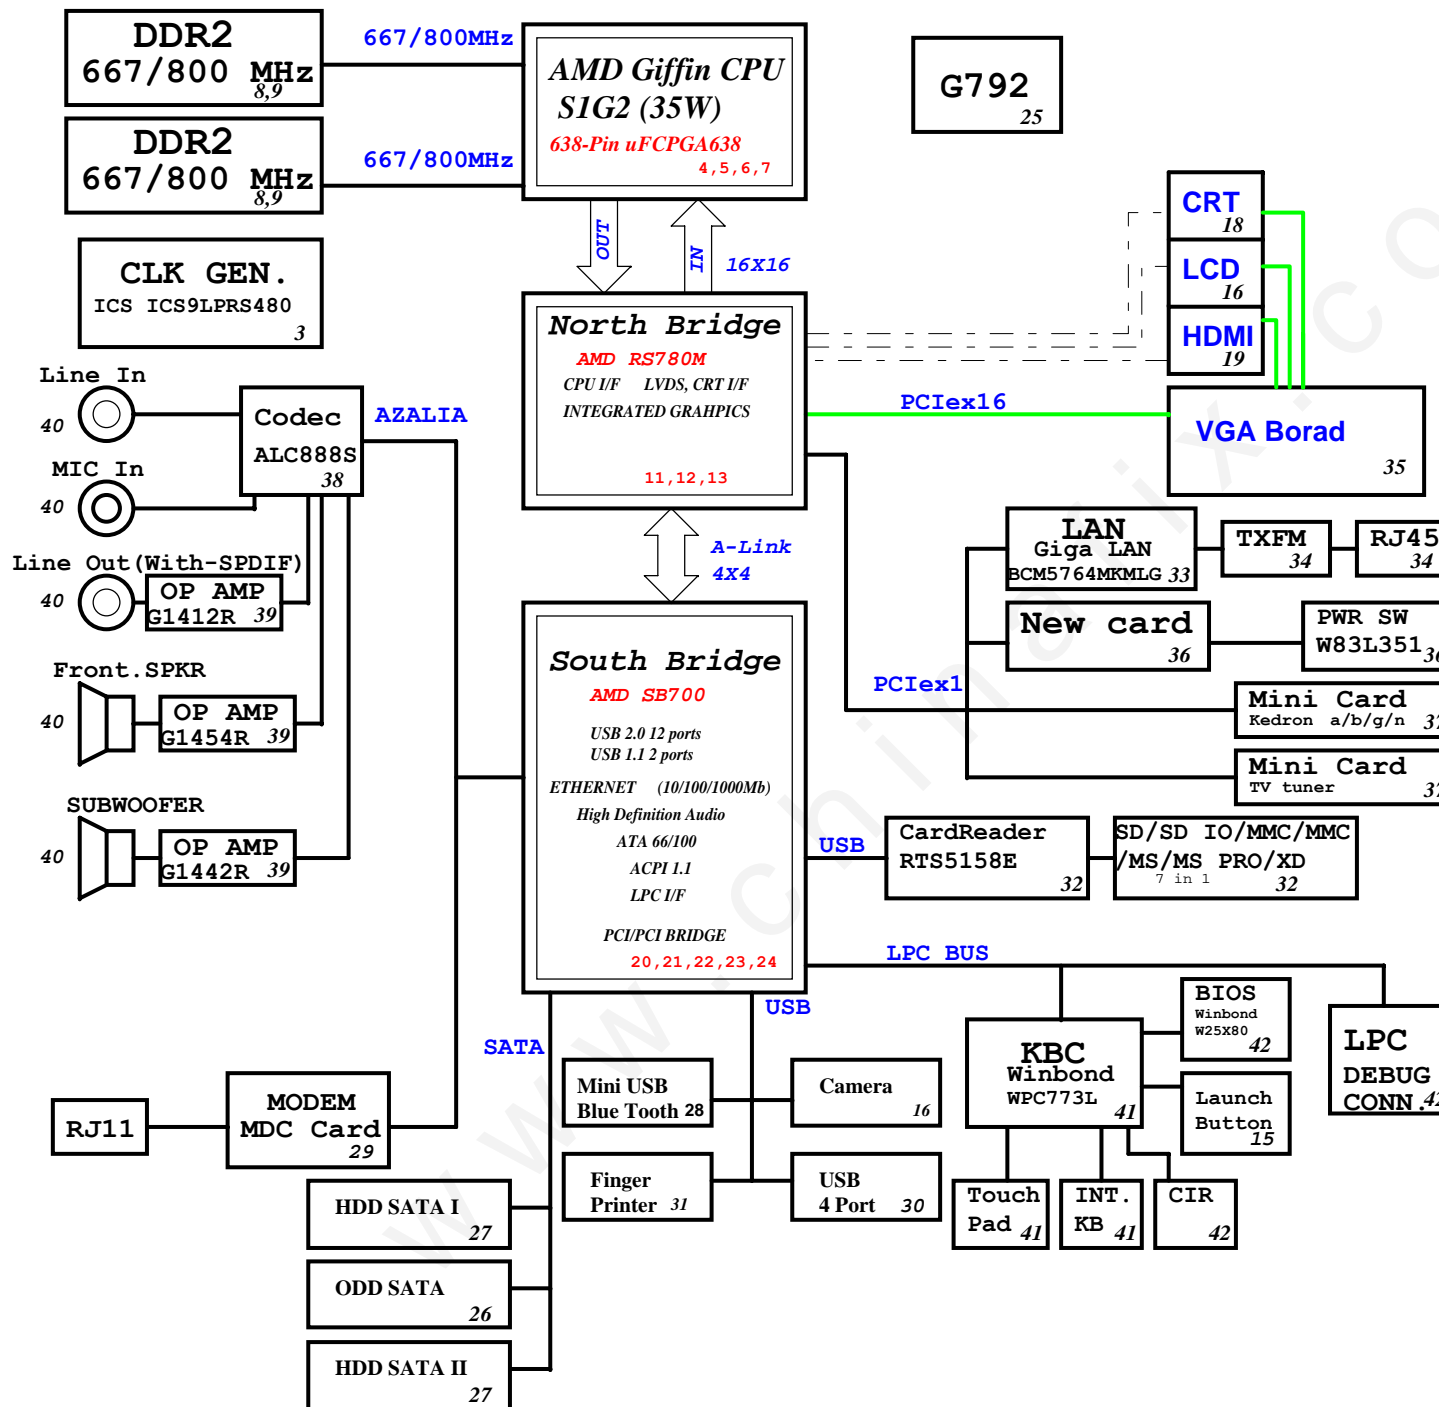 DDR2
667/800 MHz
8,9
667/800MHz
AMD Giffin CPU
S1G2 (35W)
638-Pin uFCPGA638
4,5,6,7
G792
25
DDR2
667/800 MHz
8,9
667/800MHz
CLK GEN.
ICS ICS9LPRS480
3
OUT
IN
16X16
CRT
18
LCD
16
HDMI
19
North Bridge
AMD RS780M
CPU I/F LVDS, CRT I/F
INTEGRATED GRAHPICS
11,12,13
PCIex16
VGA Borad
35
Line In
40
Codec
ALC888S
38
AZALIA
MIC In
40
Line Out(With-SPDIF)
40
OP AMP
G1412R 39
Front.SPKR
40
OP AMP
G1454R 39
SUBWOOFER
40
OP AMP
G1442R 39
A-Link
4X4
LAN
Giga LAN
BCM5764MKMLG 33
TXFM
34
RJ45
34
New card
36
PWR SW
W83L351
36
PCIex1
Mini Card
Kedron a/b/g/n
37
Mini Card
TV tuner
37
South Bridge
AMD SB700
USB 2.0 12 ports
USB 1.1 2 ports
ETHERNET (10/100/1000Mb)
High Definition Audio
ATA 66/100
ACPI 1.1
LPC I/F
PCI/PCI BRIDGE
20,21,22,23,24
USB
CardReader
RTS5158E
32
SD/SD IO/MMC/MMC
/MS/MS PRO/XD
7 in 1
32
LPC BUS
USB
SATA
KBC
Winbond
WPC773L
41
BIOS
Winbond
W25X80
42
Launch
Button
15
LPC
DEBUG
CONN.
42
Mini USB
Blue Tooth 28
Camera
16
Finger
Printer 31
USB
4 Port 30
Touch
Pad 41
INT.
KB 41
CIR
42
RJ11
MODEM
MDC Card
29
HDD SATA I
27
ODD SATA
26
HDD SATA II
27